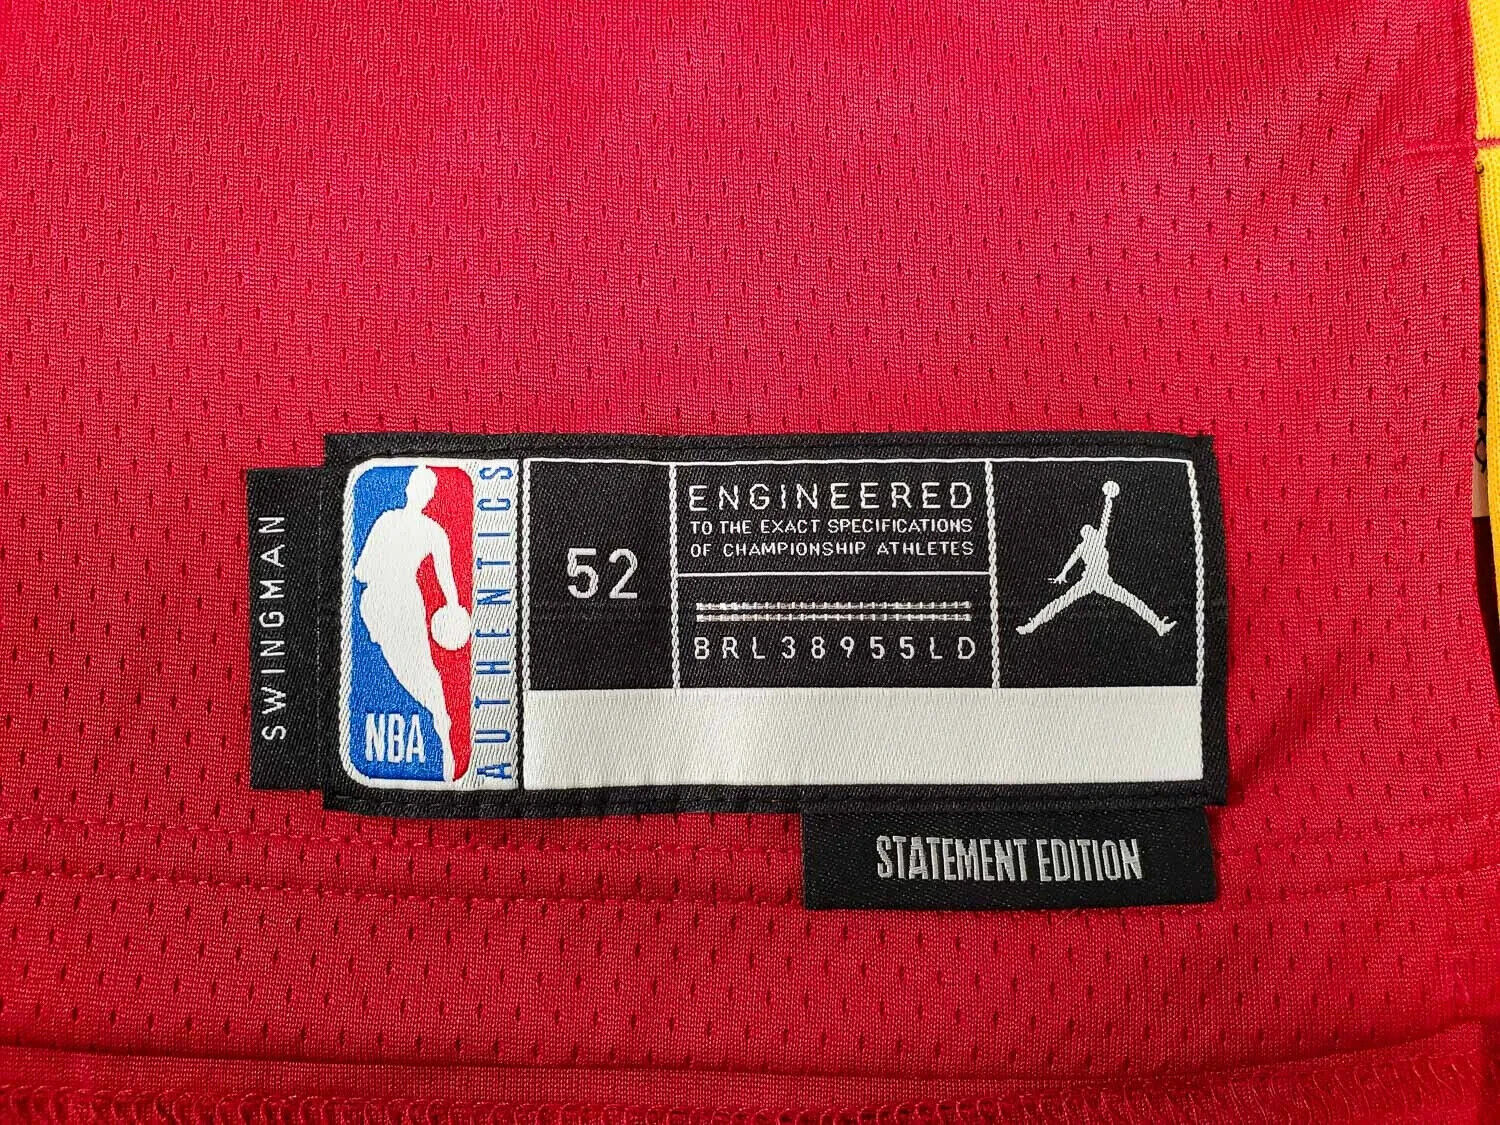 SWINGMAN
NBA
AUTHENTICS
52
ENGINEERED
TO THE EXACT SPECIFICATIONS
OF CHAMPIONSHIP ATHLETES
BRL38955LD
STATEMENT EDITION